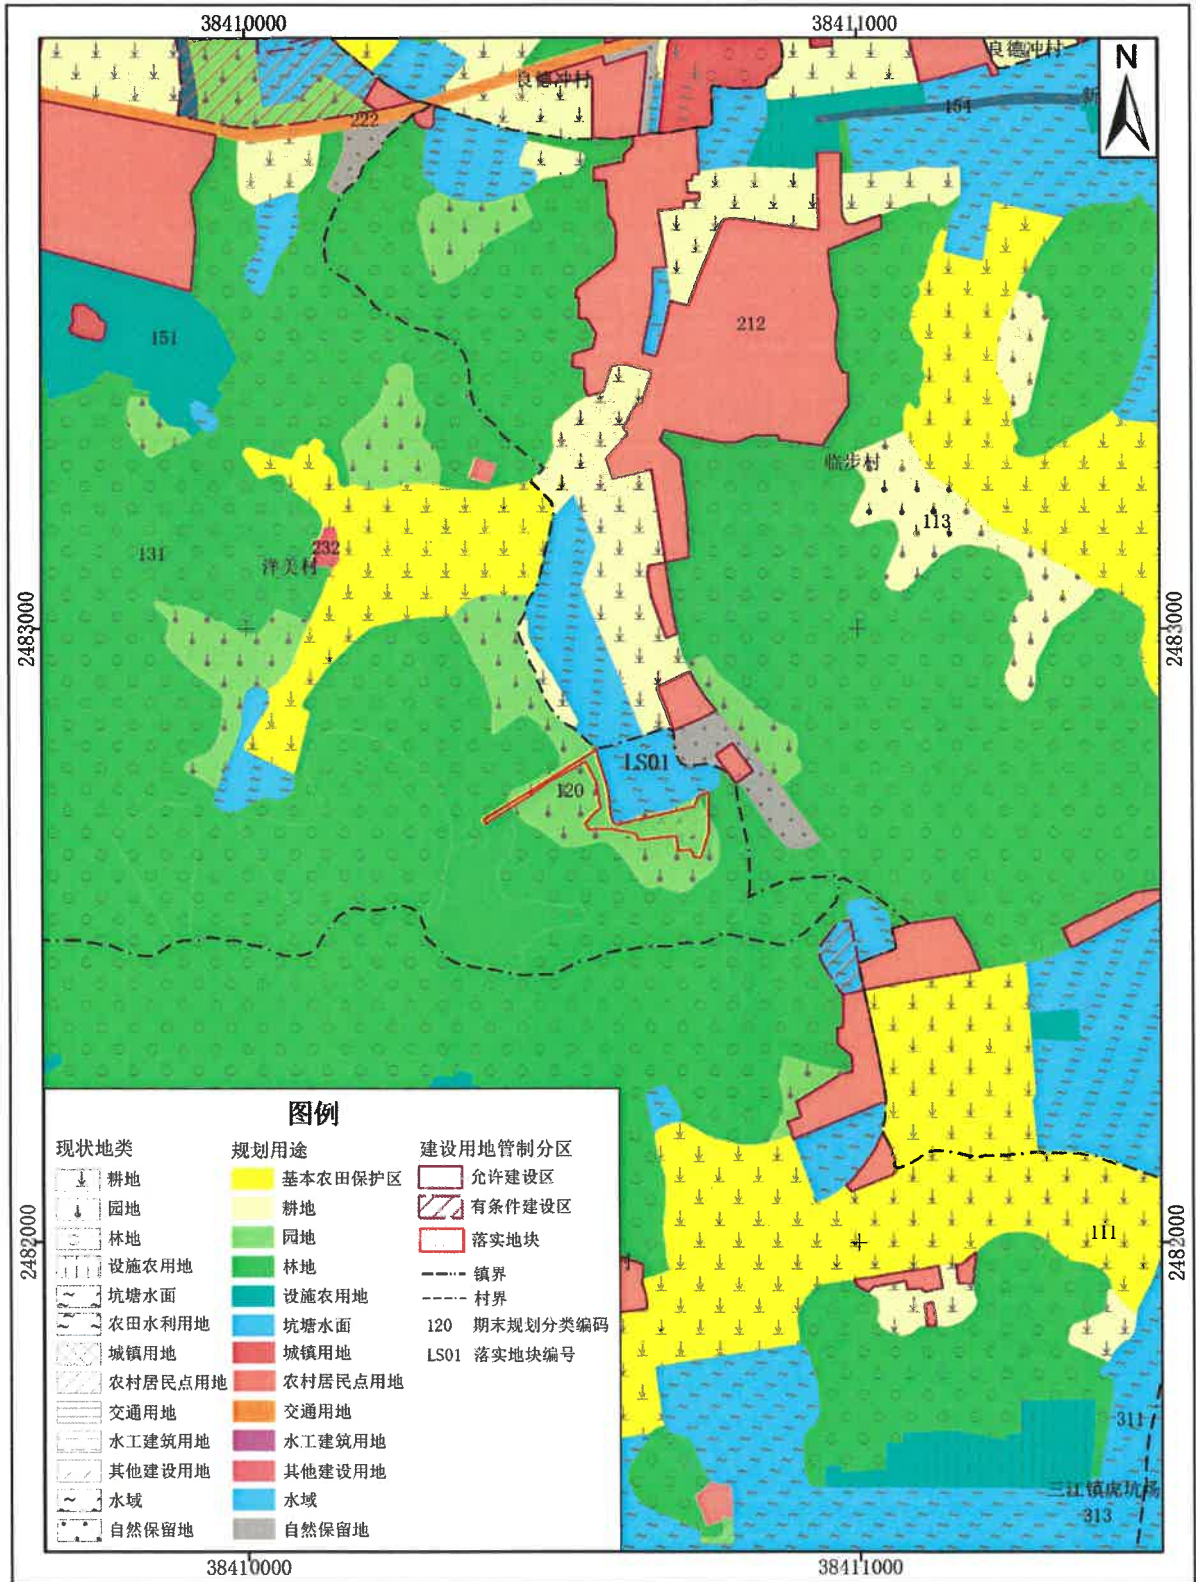 38410000
38411000
良德冲村
N
良德冲村
154
新
222
212
151
临步村
113
232
131
洋美村
2483000
2483000
LS01
120
图例
现状地类
规划用途
建设用地管制分区
耕地
基本农田保护区
允许建设区
园地
耕地
有条件建设区
林地
园地
落实地块
设施农用地
林地
镇界
坑塘水面
设施农用地
村界
农田水利用地
坑塘水面
120 期末规划分类编码
城镇用地
城镇用地
LS01 落实地块编号
农村居民点用地
农村居民点用地
交通用地
交通用地
水工建筑用地
水工建筑用地
其他建设用地
其他建设用地
水域
水域
自然保留地
自然保留地
2482000
2482000
111
311
三江镇虎坑场
313
38410000
38411000